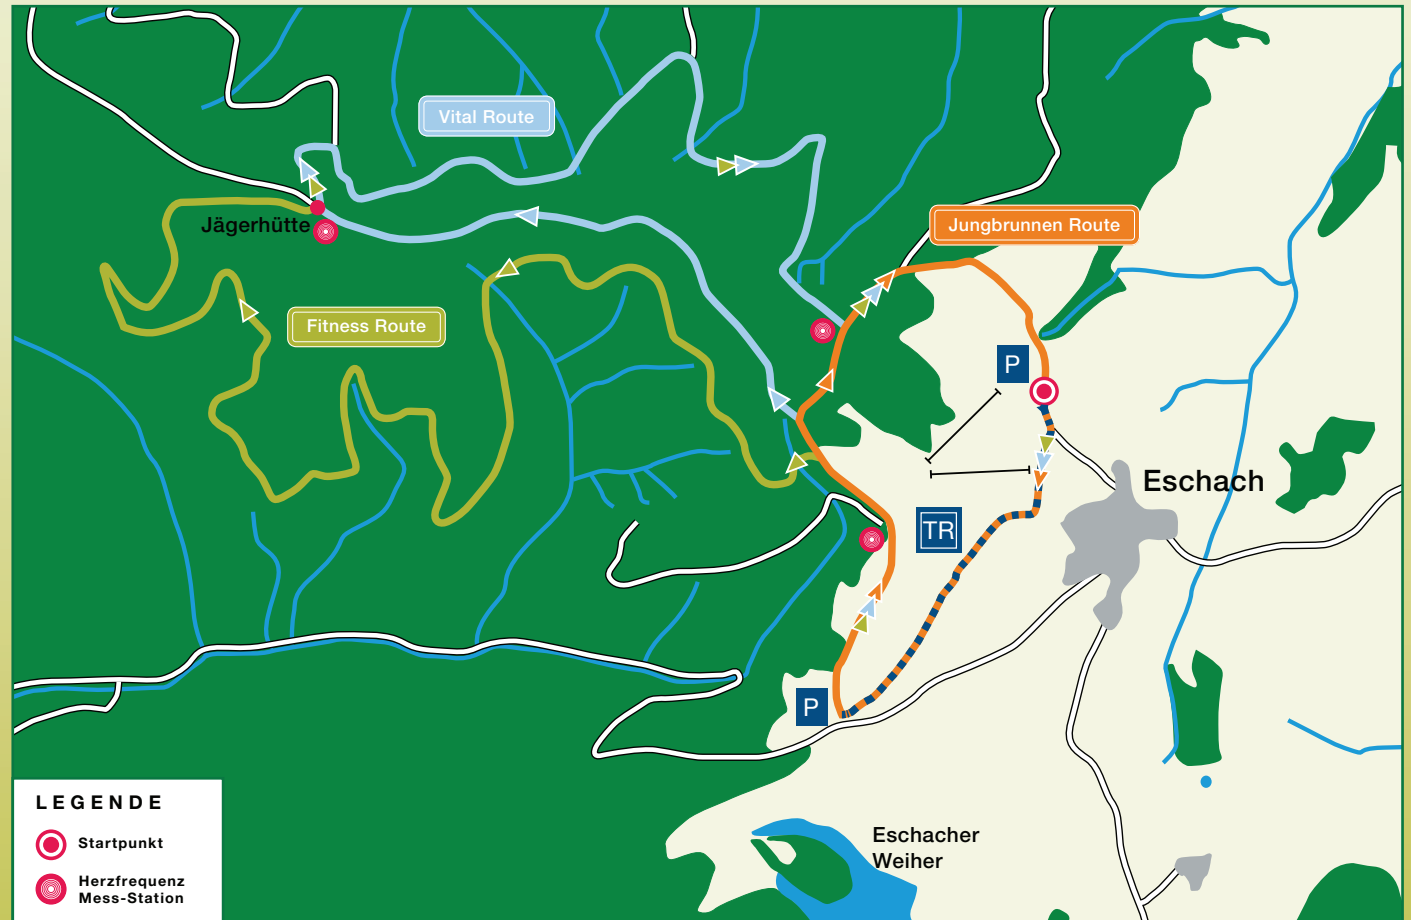 Vital Route
Jungbrunnen Route
Jägerhütte
Fitness Route
P
Eschach
TR
P
LEGENDE
Startpunkt
Herzfrequenz
Mess-Station
Eschacher
Weiher